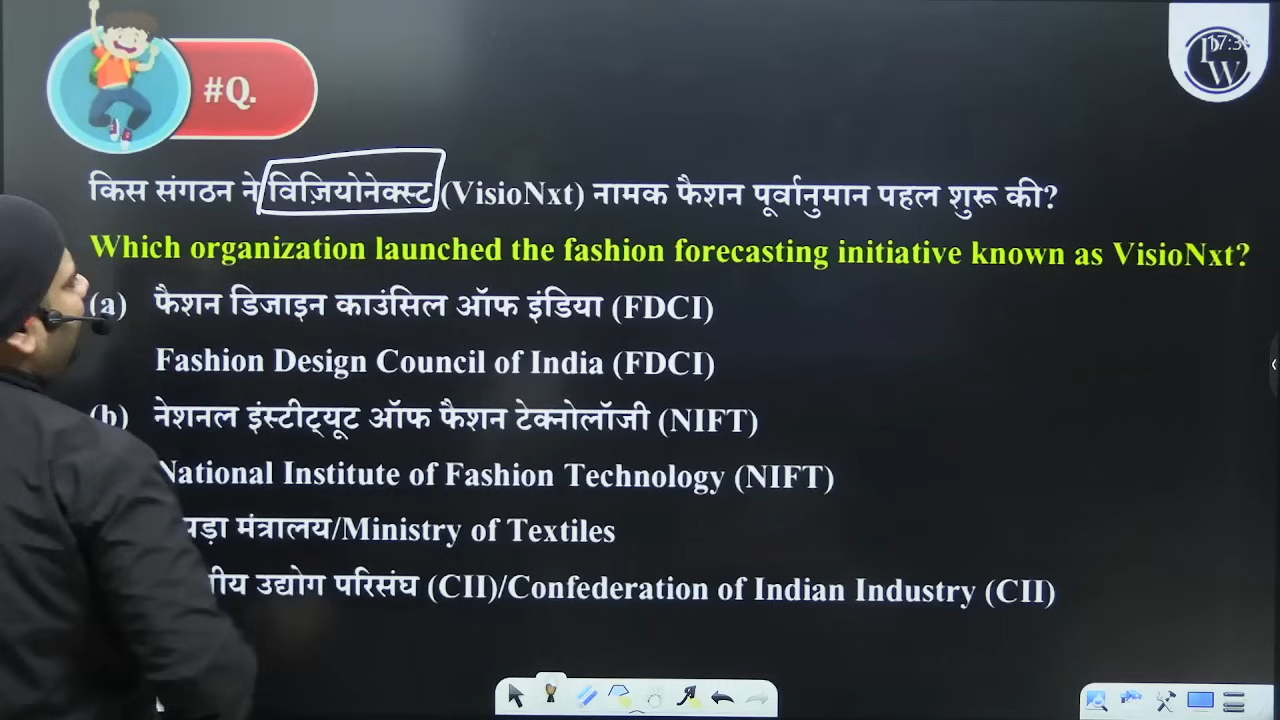 #Q.
किस संगठन ने विज़ियोनेक्स्ट (VisioNxt) नामक फैशन पूर्वानुमान पहल शुरू की?
Which organization launched the fashion forecasting initiative known as VisioNxt?
(a) फैशन डिजाइन काउंसिल ऑफ इंडिया (FDCI)
Fashion Design Council of India (FDCI)
(b) नेशनल इंस्टीट्यूट ऑफ फैशन टेक्नोलॉजी (NIFT)
National Institute of Fashion Technology (NIFT)
मंत्रालय/Ministry of Textiles
उद्योग परिसंघ (CII)/Confederation of Indian Industry (CII)